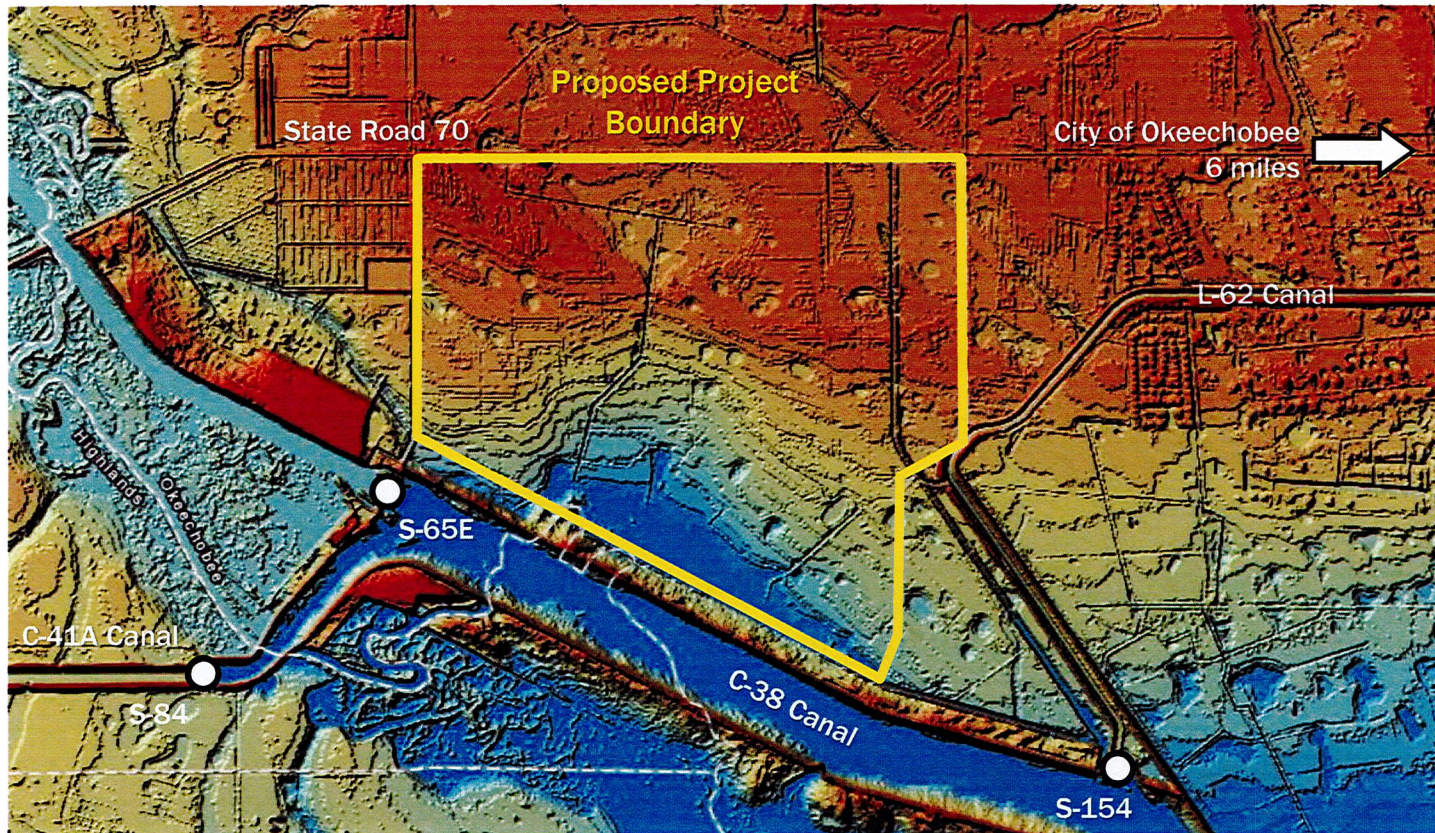 Proposed Project
Boundary
State Road 70
City of Okeechobee
6 miles
L-62 Canal
Highlands
Okeechobee
S-65E
C-41A Canal
S-84
C-38 Canal
S-154